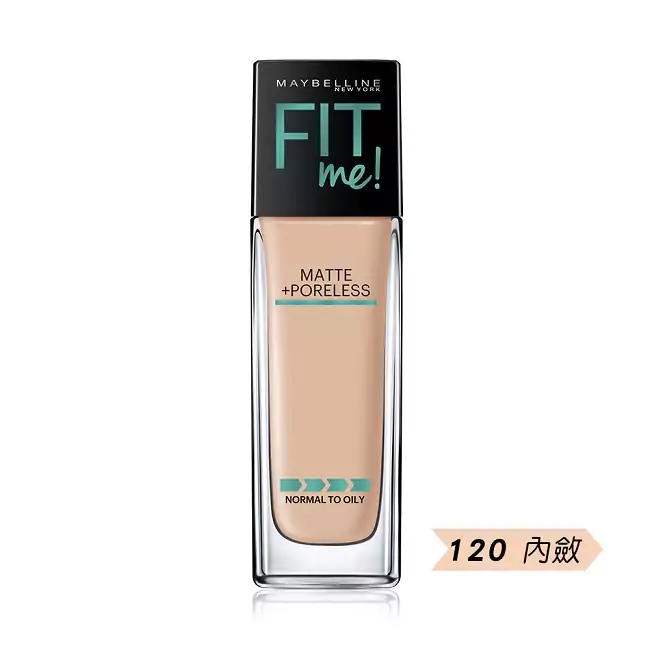 MAYBELLINE
NEW YORK
FIT
me!
MATTE
+PORELESS
NORMAL TO OILY
120 內斂